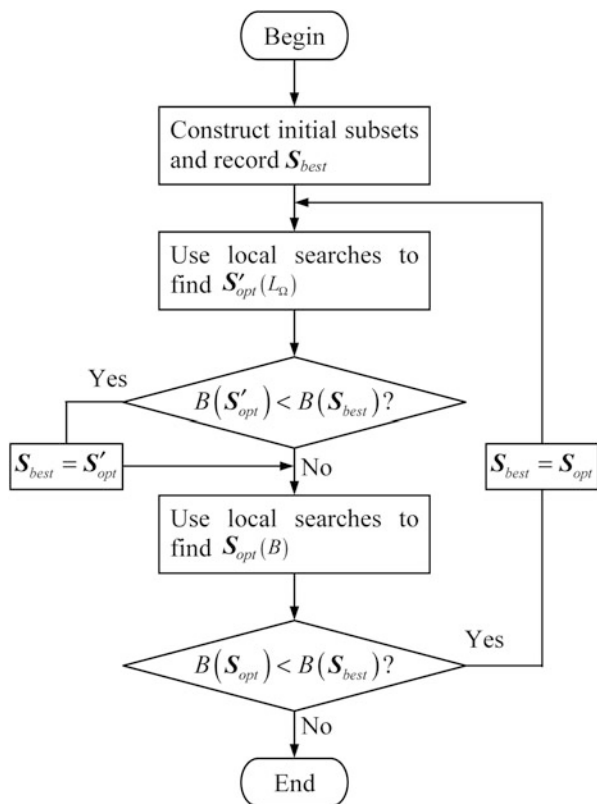 Begin
Construct initial subsets
and record S_best
Use local searches to
find S′_opt(L_Ω)
Yes
B(S′_opt) < B(S_best)?
S_best = S′_opt
No
S_best = S_opt
Use local searches to
find S_opt(B)
Yes
B(S_opt) < B(S_best)?
No
End